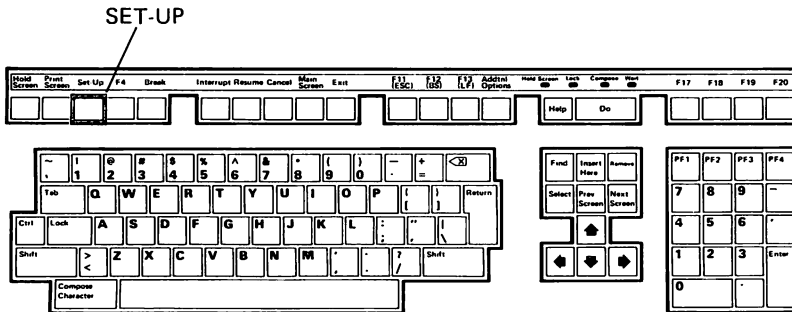 SET-UP
Hold Screen Print Screen Set-Up F4 Break Interrupt Resume Cancel Main Screen Exit F11 (ESC) F12 (BS) F13 (LF) Addtnl Options Hold Screen Lock Compose Wait F17 F18 F19 F20
Help Do
~ ! @ # $ % ^ & * ( ) — + <X]
` 1 2 3 4 5 6 7 8 9 0 - =
Tab Q W E R T Y U I O P { [ } ] Return
Ctrl Lock A S D F G H J K L : ; " ' | \
Shift > < Z X C V B N M , . ? / Shift
Compose Character
Find Insert Here Remove
Select Prev Screen Next Screen
PF1 PF2 PF3 PF4
7 8 9 –
4 5 6 ,
1 2 3 Enter
0 .